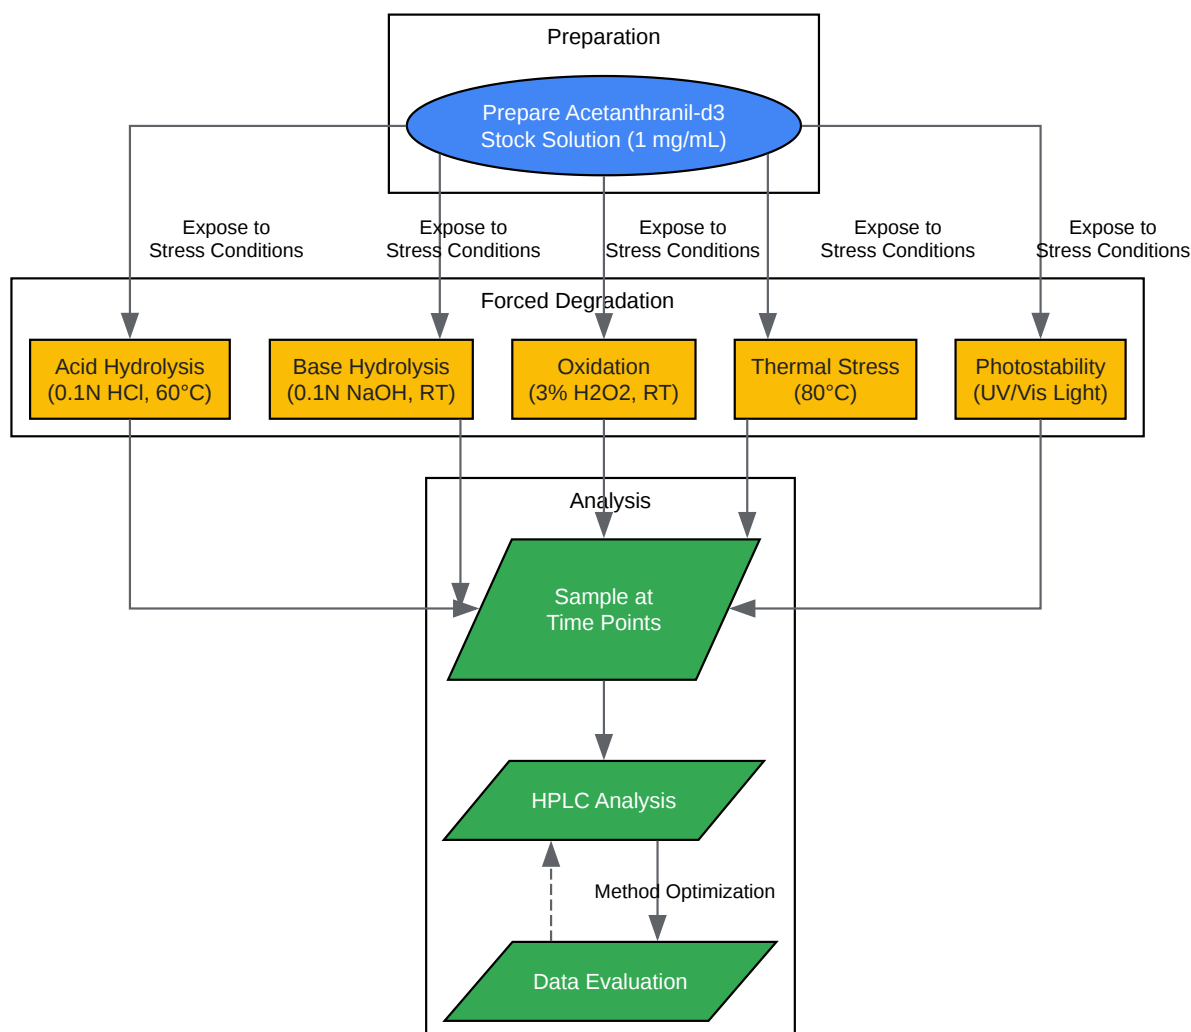 Preparation
Prepare Acetanthranil-d3
Stock Solution (1 mg/mL)
Expose to
Stress Conditions
Expose to
Stress Conditions
Expose to
Stress Conditions
Expose to
Stress Conditions
Expose to
Stress Conditions
Forced Degradation
Acid Hydrolysis
(0.1N HCl, 60°C)
Base Hydrolysis
(0.1N NaOH, RT)
Oxidation
(3% H2O2, RT)
Thermal Stress
(80°C)
Photostability
(UV/Vis Light)
Analysis
Sample at
Time Points
HPLC Analysis
Method Optimization
Data Evaluation